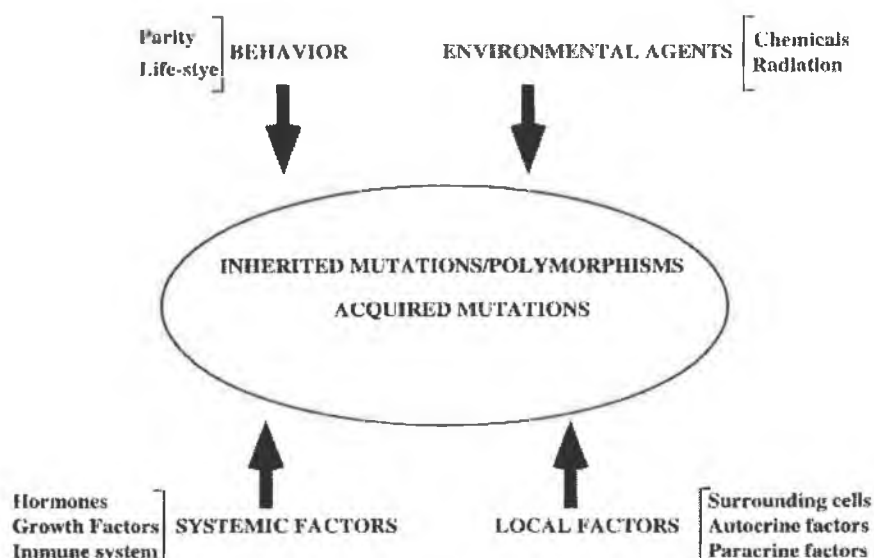 Parity
Life-stye
BEHAVIOR
ENVIRONMENTAL AGENTS
Chemicals
Radiation
INHERITED MUTATIONS/POLYMORPHISMS
ACQUIRED MUTATIONS
Hormones
Growth Factors
Immune system
SYSTEMIC FACTORS
LOCAL FACTORS
Surrounding cells
Autocrine factors
Paracrine factors